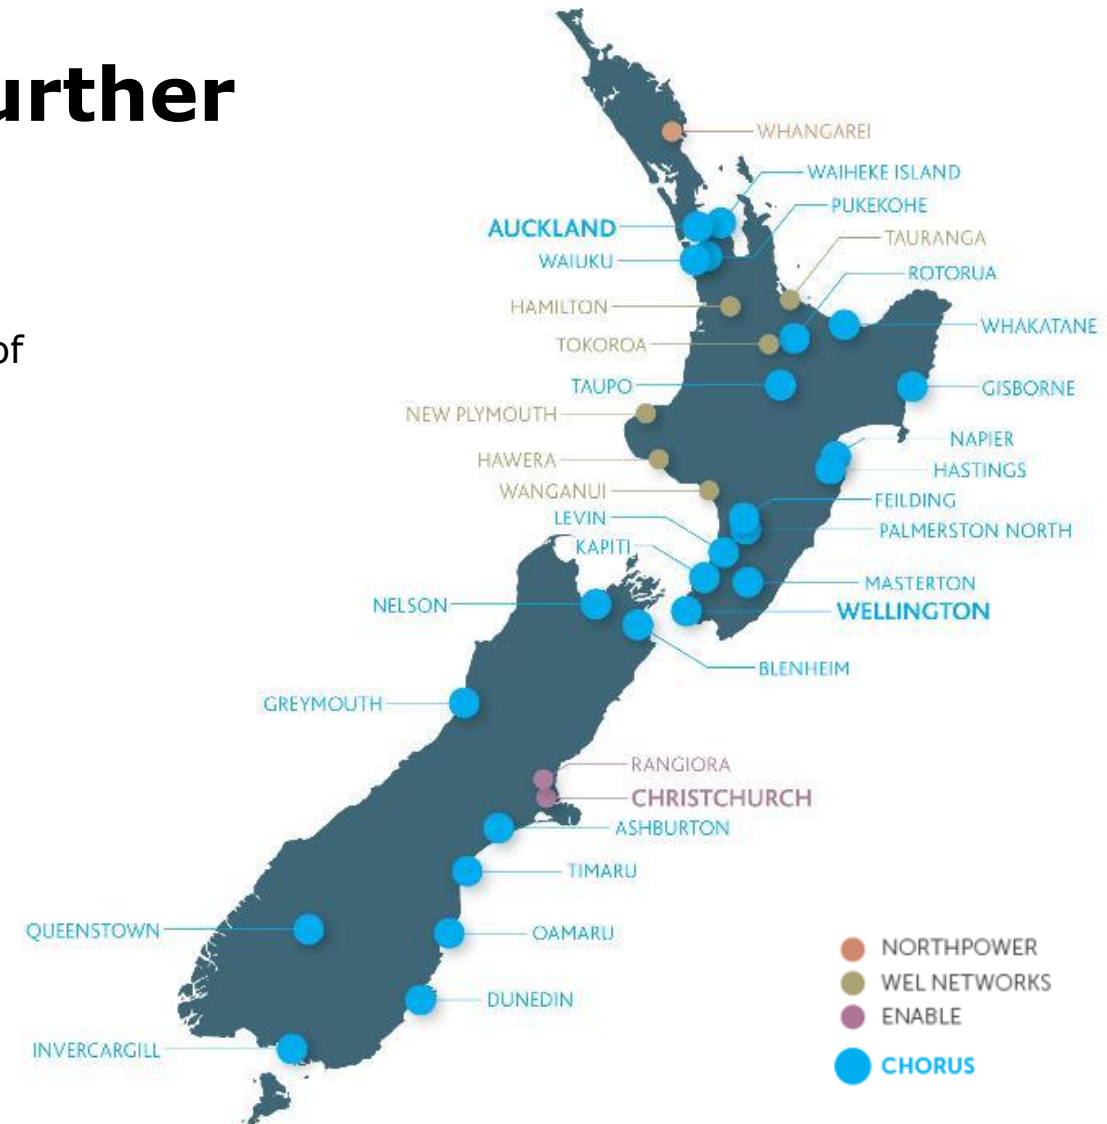 urther
of
WHANGAREI
WAIHEKE ISLAND
PUKEKOHE
AUCKLAND
TAURANGA
WAIUKU
ROTORUA
HAMILTON
WHAKATANE
TOKOROA
TAUPO
GISBORNE
NEW PLYMOUTH
NAPIER
HAWERA
HASTINGS
WANGANUI
FEILDING
LEVIN
PALMERSTON NORTH
KAPITI
MASTERTON
NELSON
WELLINGTON
BLENHEIM
GREYMOUTH
RANGIORA
CHRISTCHURCH
ASHBURTON
TIMARU
QUEENSTOWN
OAMARU
NORTHPOWER
WEL NETWORKS
DUNEDIN
ENABLE
INVERCARGILL
CHORUS